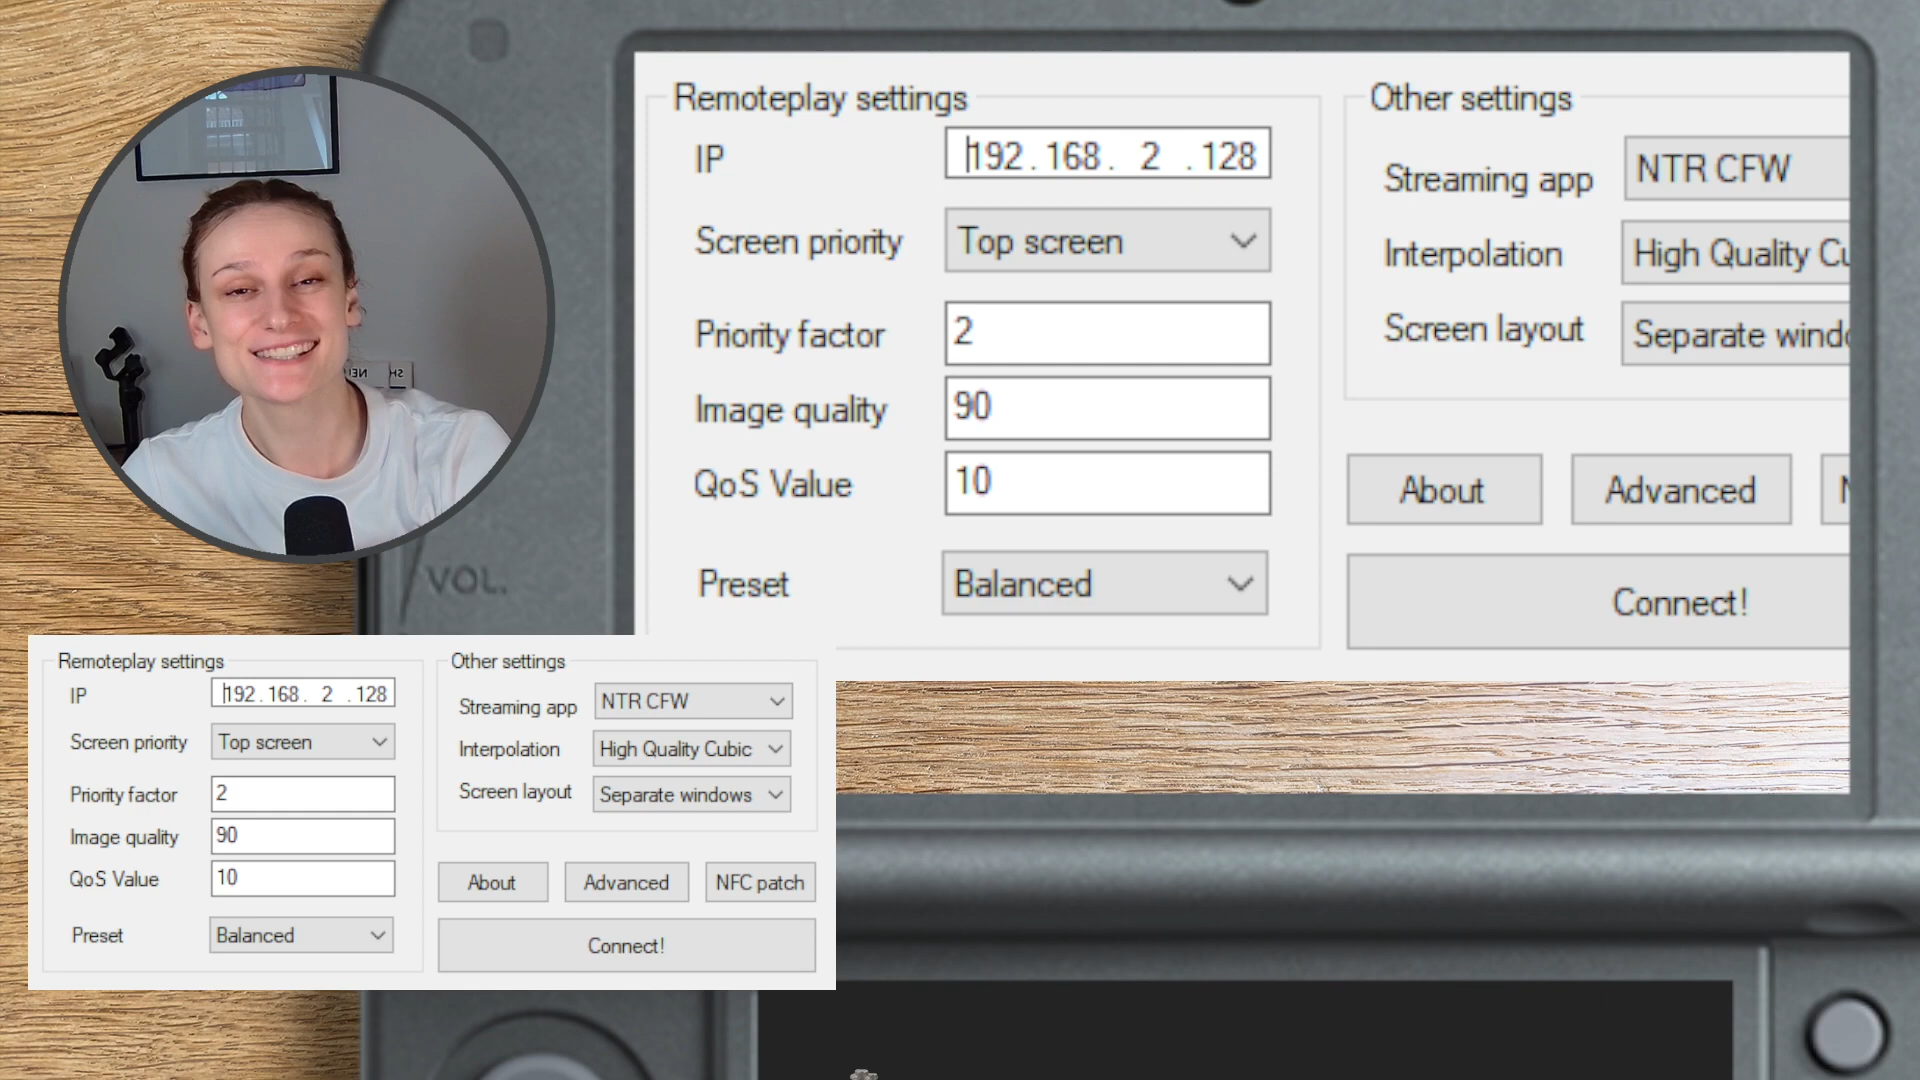 Remoteplay settings
IP
192.168. 2 .128
Screen priority
Top screen
Priority factor
2
Image quality
90
QoS Value
10
Preset
Balanced
Other settings
Streaming app
NTR CFW
Interpolation
High Quality Cu
Screen layout
Separate windo
About
Advanced
Connect!
VOL.
Remoteplay settings
IP
192.168. 2 .128
Screen priority
Top screen
Priority factor
2
Image quality
90
QoS Value
10
Preset
Balanced
Other settings
Streaming app
NTR CFW
Interpolation
High Quality Cubic
Screen layout
Separate windows
About
Advanced
NFC patch
Connect!